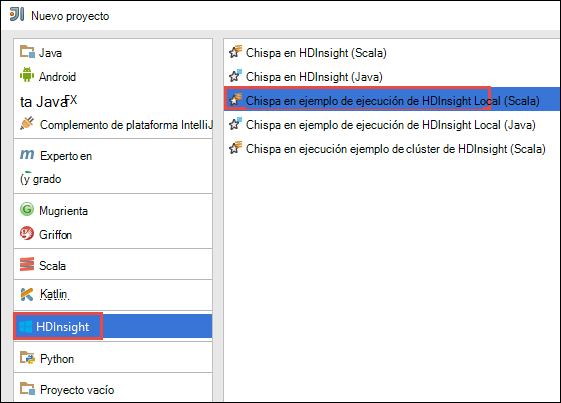 Nuevo proyecto
Java
Android
ta JavaFX
Complemento de plataforma IntelliJ
Experto en
(y grado
Mugrienta
Griffon
Scala
Katlin
HDInsight
Python
Proyecto vacío
Chispa en HDInsight (Scala)
Chispa en HDInsight (Java)
Chispa en ejemplo de ejecución de HDInsight Local (Scala)
Chispa en ejemplo de ejecución de HDInsight Local (Java)
Chispa en ejecución ejemplo de clúster de HDInsight (Scala)